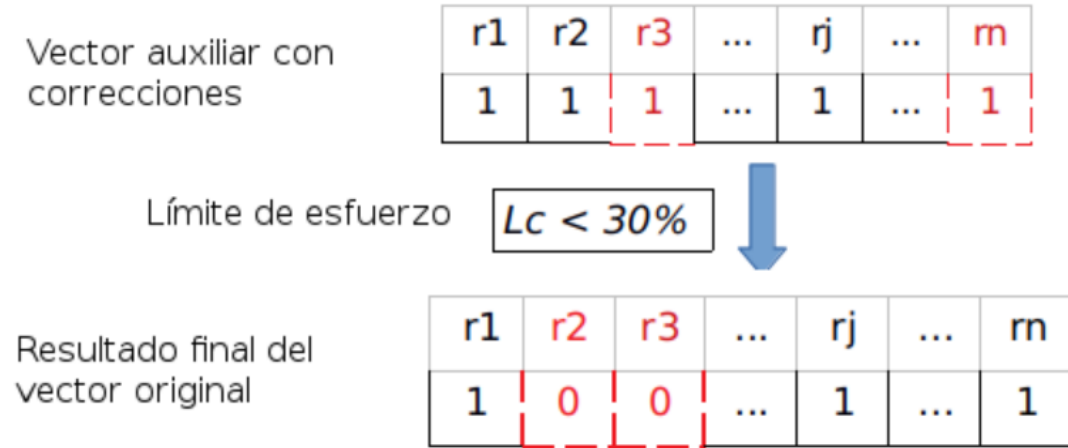 Vector auxiliar con
correcciones
r1 r2 r3 ... rj ... rn
1 1 1 ... 1 ... 1
Límite de esfuerzo
Lc < 30%
Resultado final del
vector original
r1 r2 r3 ... rj ... rn
1 0 0 ... 1 ... 1